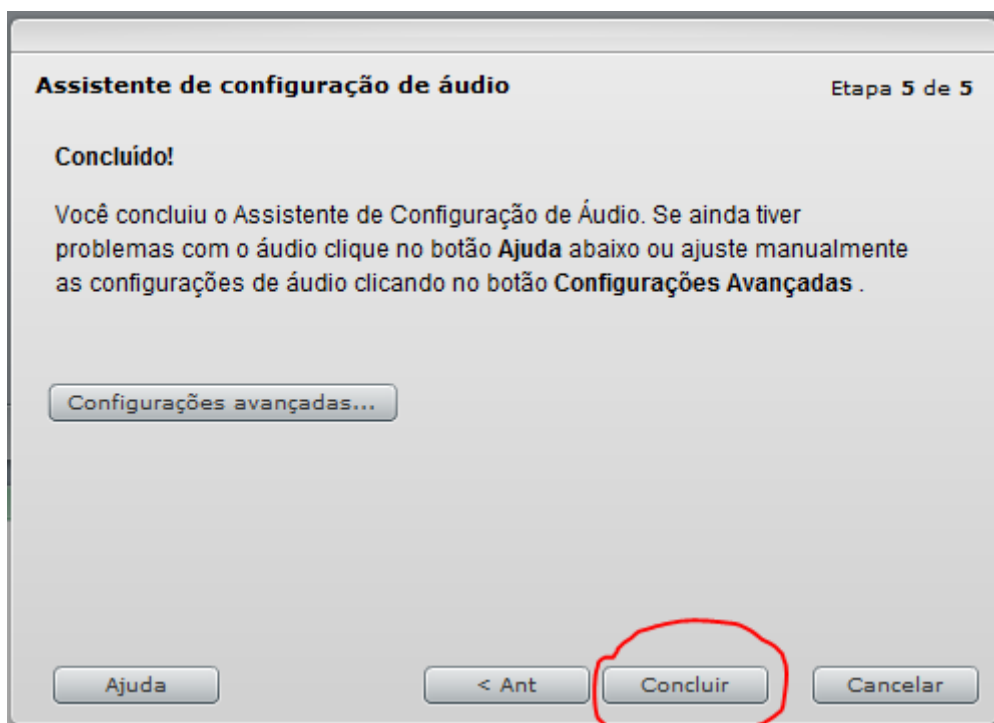 Assistente de configuração de áudio
Etapa 5 de 5
Concluído!
Você concluiu o Assistente de Configuração de Áudio. Se ainda tiver
problemas com o áudio clique no botão Ajuda abaixo ou ajuste manualmente
as configurações de áudio clicando no botão Configurações Avançadas .
Configurações avançadas...
Ajuda
< Ant
Concluir
Cancelar